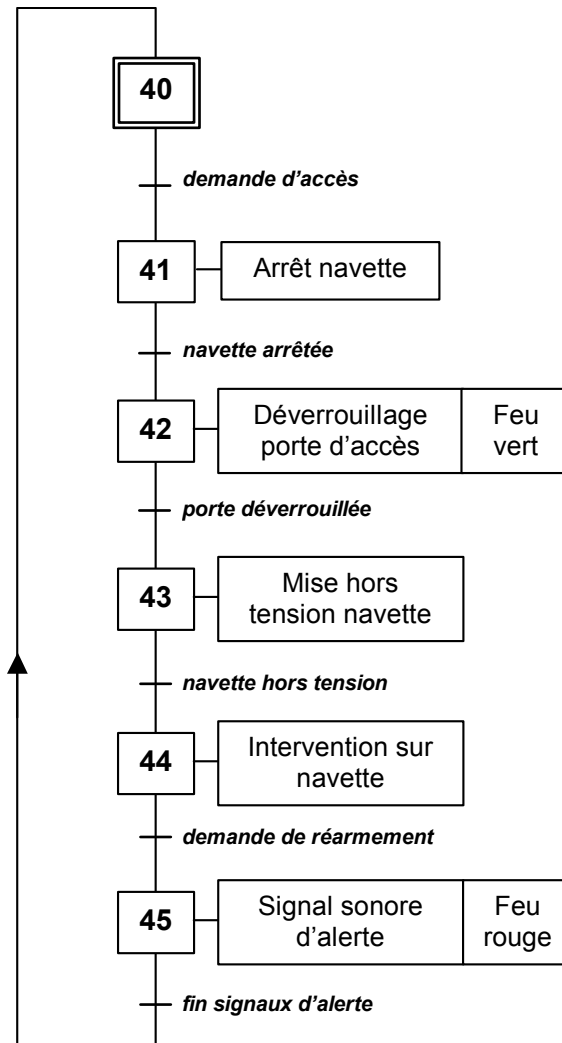 40
demande d'accès
41
Arrêt navette
navette arrêtée
42
Déverrouillage
porte d'accès
Feu
vert
porte déverrouillée
43
Mise hors
tension navette
navette hors tension
44
Intervention sur
navette
demande de réarmement
45
Signal sonore
d'alerte
Feu
rouge
fin signaux d'alerte